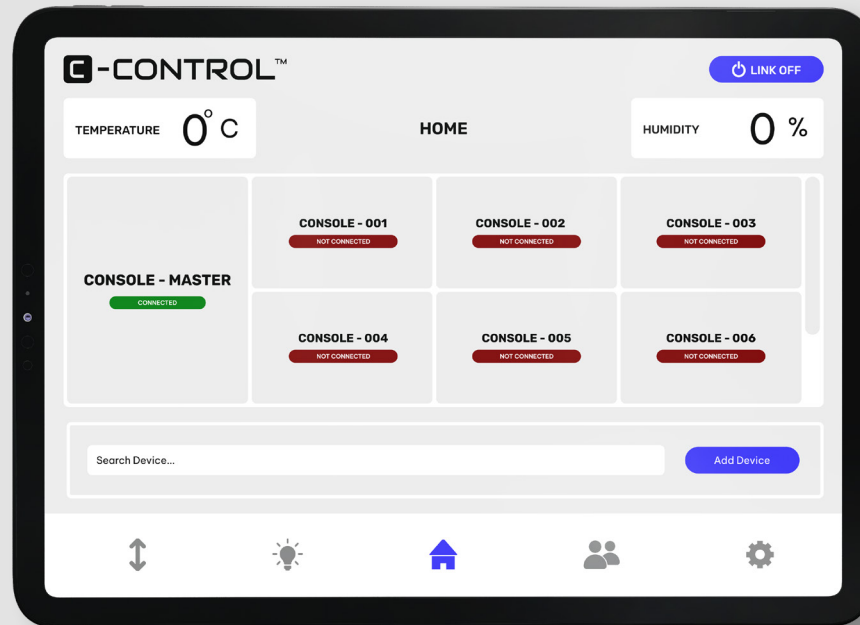 C-CONTROL™
LINK OFF
TEMPERATURE 0° C
HOME
HUMIDITY 0 %
CONSOLE - MASTER
CONNECTED
CONSOLE - 001
NOT CONNECTED
CONSOLE - 002
NOT CONNECTED
CONSOLE - 003
NOT CONNECTED
CONSOLE - 004
NOT CONNECTED
CONSOLE - 005
NOT CONNECTED
CONSOLE - 006
NOT CONNECTED
Search Device...
Add Device